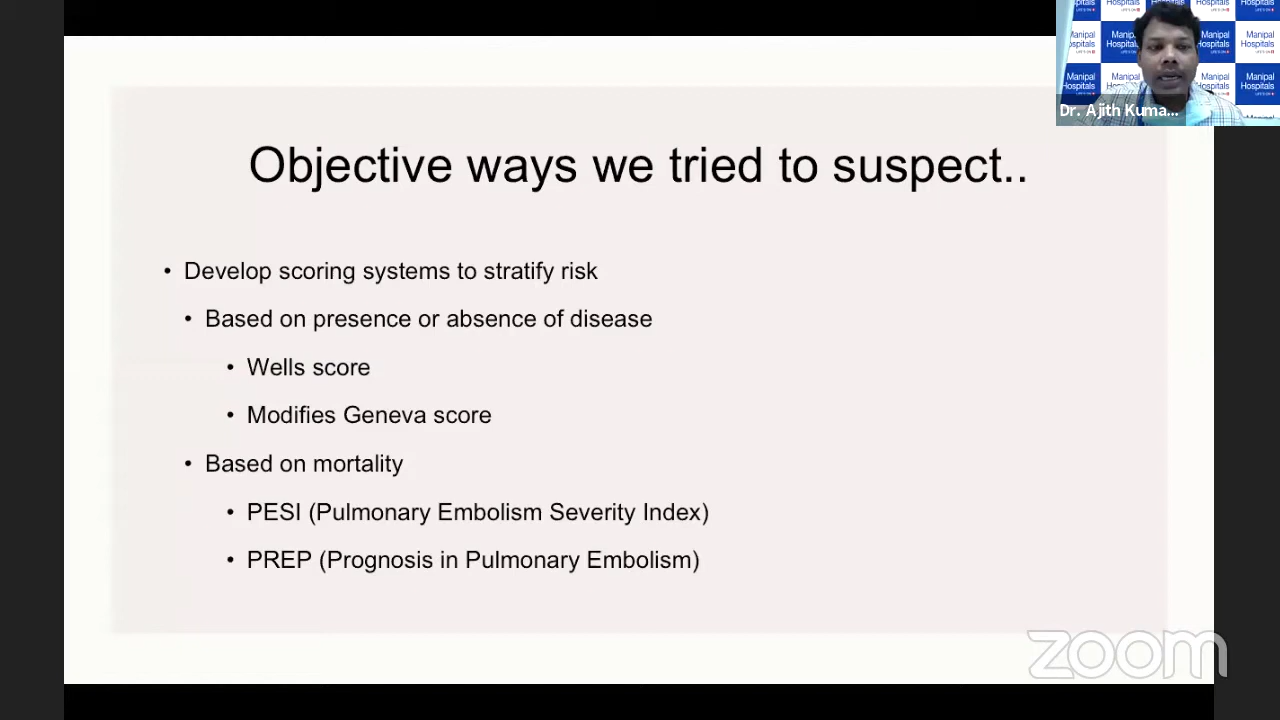 Objective ways we tried to suspect..
• Develop scoring systems to stratify risk
• Based on presence or absence of disease
• Wells score
• Modifies Geneva score
• Based on mortality
• PESI (Pulmonary Embolism Severity Index)
• PREP (Prognosis in Pulmonary Embolism)
Manipal
Hospitals
Dr. Ajith Kuma...
zoom